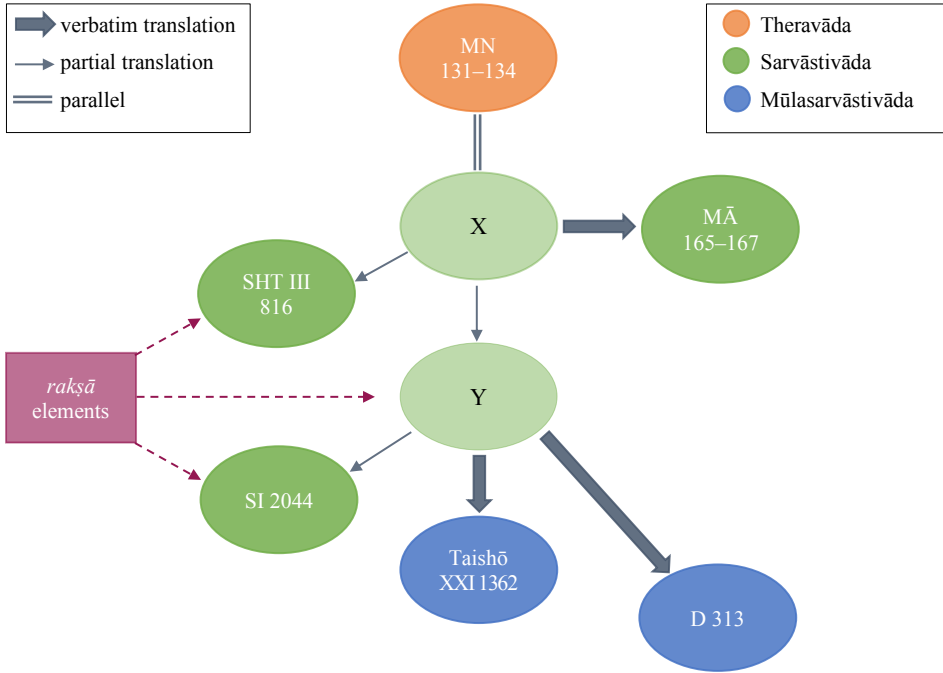 verbatim translation
partial translation
parallel
Theravāda
Sarvāstivāda
Mūlasarvāstivāda
MN
131–134
X
MĀ
165–167
SHT III
816
rakṣā
elements
Y
SI 2044
Taishō
XXI 1362
D 313